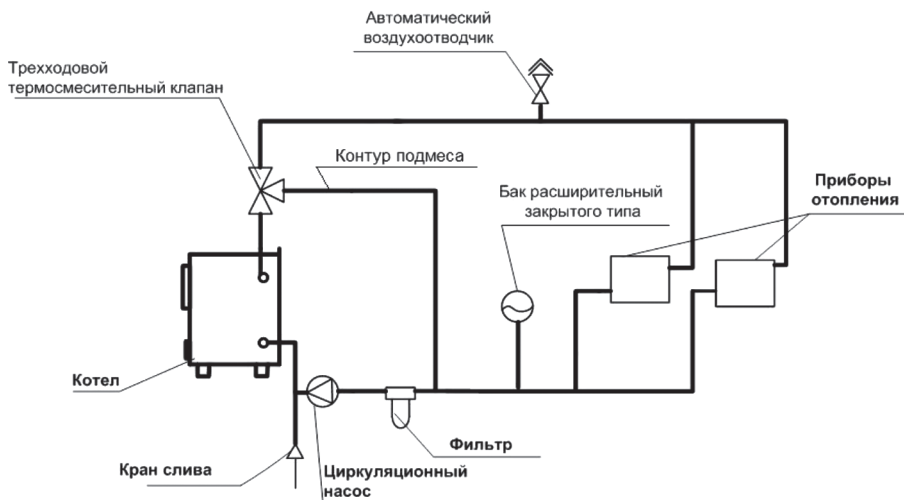 Автоматический
воздухоотводчик
Трехходовой
термосмесительный клапан
Контур подмеса
Бак расширительный
закрытого типа
Приборы
отопления
Котел
Фильтр
Кран слива
Циркуляционный
насос